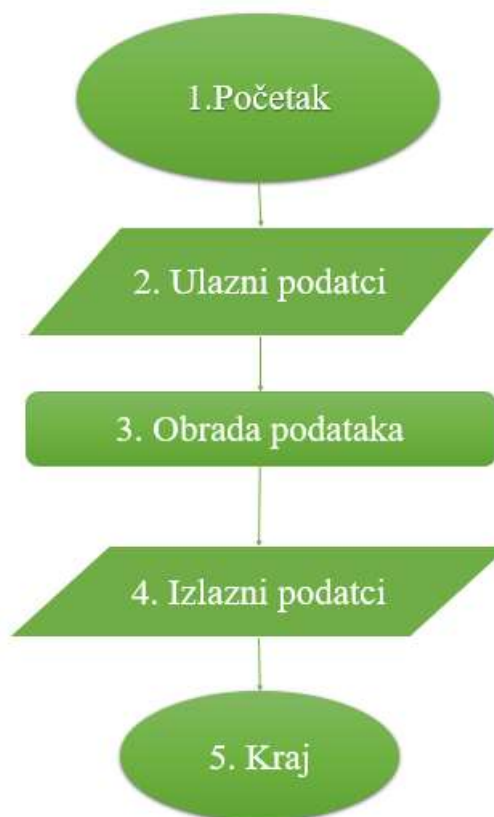 1.Početak
2. Ulazni podatci
3. Obrada podataka
4. Izlazni podatci
5. Kraj